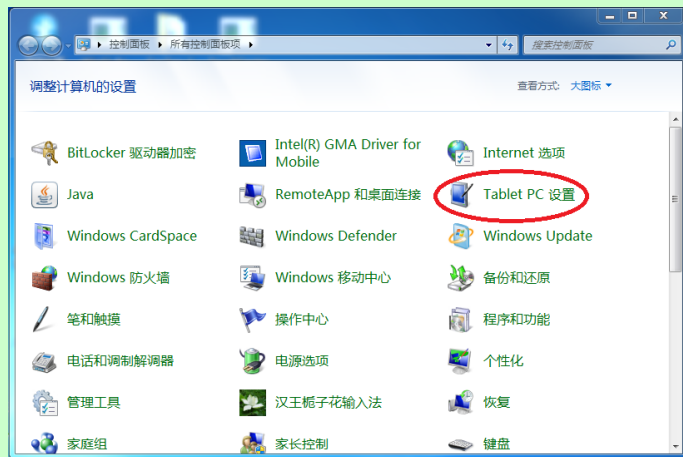 控制面板 所有控制面板项
搜索控制面板
调整计算机的设置
查看方式: 大图标
BitLocker 驱动器加密
Intel(R) GMA Driver for
Mobile
Internet 选项
Java
RemoteApp 和桌面连接
Tablet PC 设置
Windows CardSpace
Windows Defender
Windows Update
Windows 防火墙
Windows 移动中心
备份和还原
笔和触摸
操作中心
程序和功能
电话和调制解调器
电源选项
个性化
管理工具
汉王栀子花输入法
恢复
家庭组
家长控制
键盘